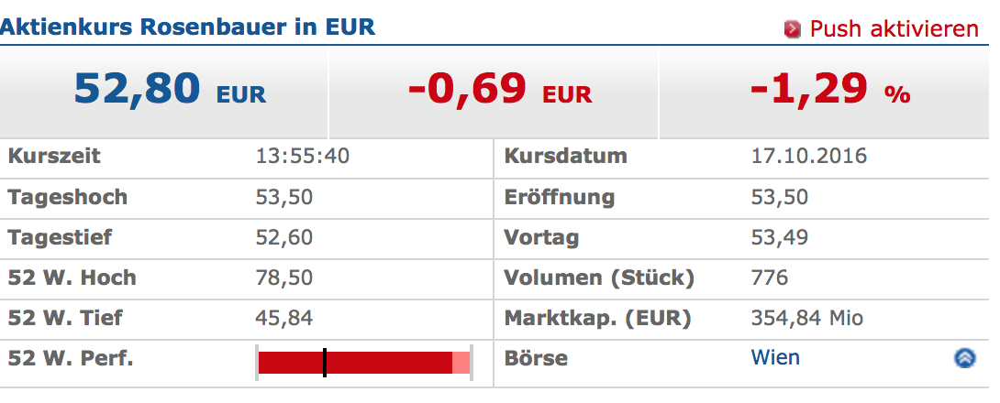 Aktienkurs Rosenbauer in EUR Push aktivieren
52,80 EUR -0,69 EUR -1,29 %
Kurszeit 13:55:40 Kursdatum 17.10.2016
Tageshoch 53,50 Eröffnung 53,50
Tagestief 52,60 Vortag 53,49
52 W. Hoch 78,50 Volumen (Stück) 776
52 W. Tief 45,84 Marktkap. (EUR) 354,84 Mio
52 W. Perf. Börse Wien